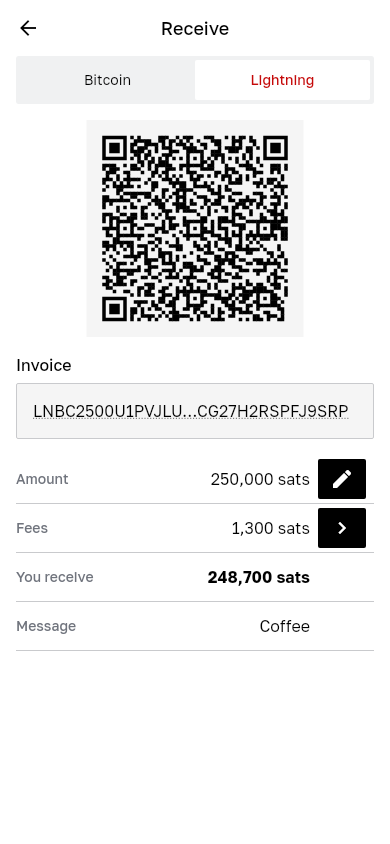 Receive
Bitcoin
Lightning
Invoice
LNBC2500U1PVJLU...CG27H2RSPFJ9SRP
Amount 250,000 sats
Fees 1,300 sats
You receive 248,700 sats
Message Coffee